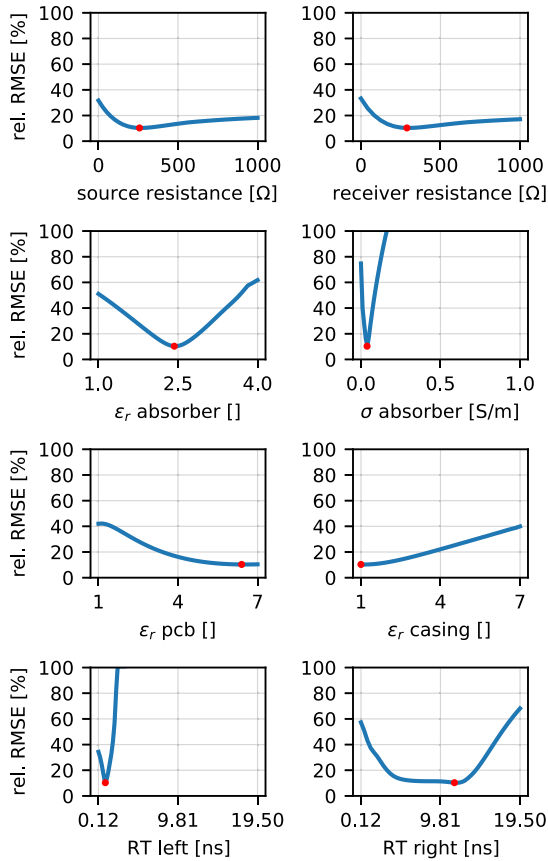 rel. RMSE [%]
100
80
60
40
20
0
0 500 1000
source resistance [Ω]
100
80
60
40
20
0
0 500 1000
receiver resistance [Ω]
rel. RMSE [%]
100
80
60
40
20
0
1.0 2.5 4.0
ϵr absorber []
100
80
60
40
20
0
0.0 0.5 1.0
σ absorber [S/m]
rel. RMSE [%]
100
80
60
40
20
0
1 4 7
ϵr pcb []
100
80
60
40
20
0
1 4 7
ϵr casing []
rel. RMSE [%]
100
80
60
40
20
0
0.12 9.81 19.50
RT left [ns]
100
80
60
40
20
0
0.12 9.81 19.50
RT right [ns]